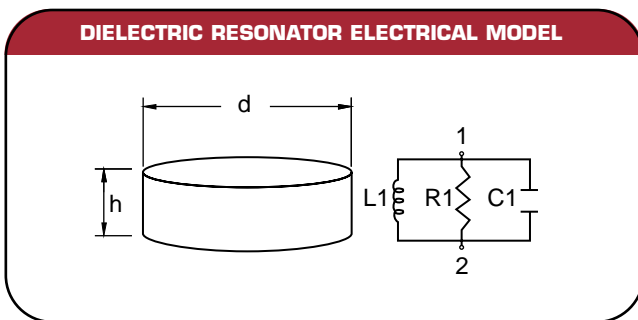 DIELECTRIC RESONATOR ELECTRICAL MODEL
d
h
1
L1 R1 C1
2